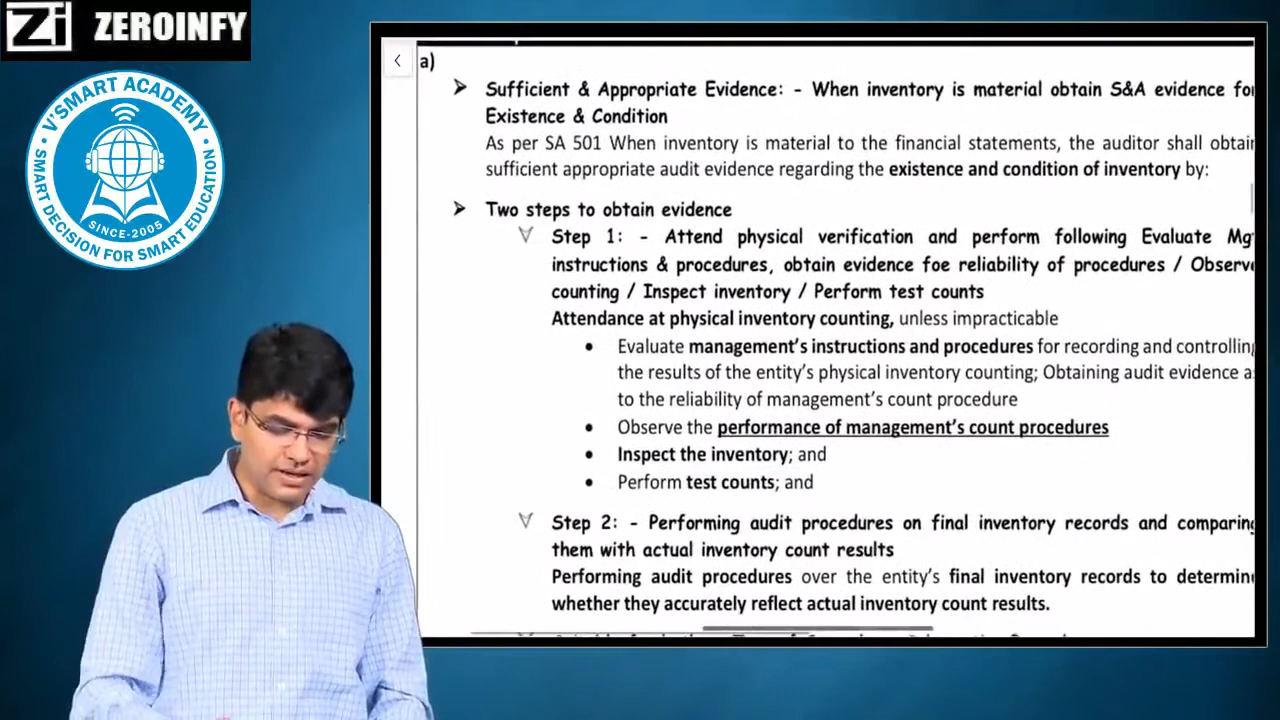 Zi ZEROINFY
V'SMART ACADEMY
SMART DECISION FOR SMART EDUCATION
SINCE-2005
a)
Sufficient & Appropriate Evidence: - When inventory is material obtain S&A evidence for
Existence & Condition
As per SA 501 When inventory is material to the financial statements, the auditor shall obtain
sufficient appropriate audit evidence regarding the existence and condition of inventory by:
Two steps to obtain evidence
Step 1: - Attend physical verification and perform following Evaluate Mg
instructions & procedures, obtain evidence foe reliability of procedures / Observe
counting / Inspect inventory / Perform test counts
Attendance at physical inventory counting, unless impracticable
• Evaluate management's instructions and procedures for recording and controlling
the results of the entity's physical inventory counting; Obtaining audit evidence a
to the reliability of management's count procedure
• Observe the performance of management's count procedures
• Inspect the inventory; and
• Perform test counts; and
Step 2: - Performing audit procedures on final inventory records and comparing
them with actual inventory count results
Performing audit procedures over the entity's final inventory records to determine
whether they accurately reflect actual inventory count results.